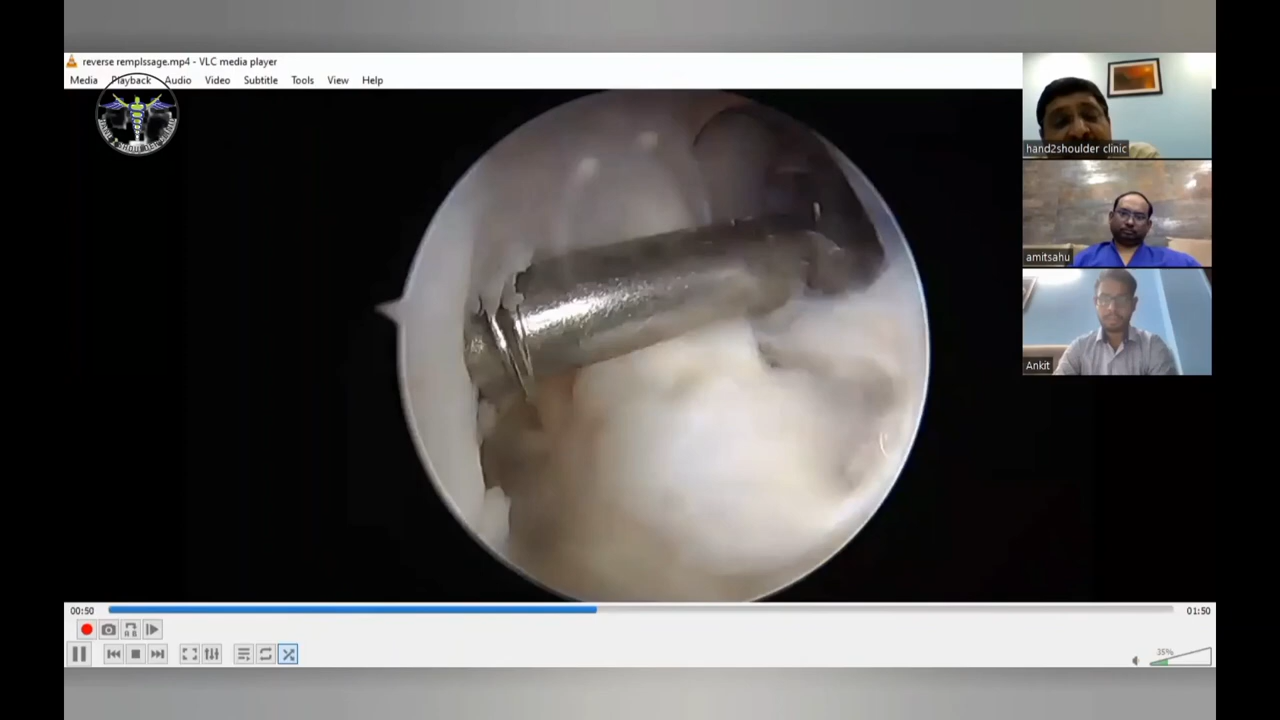 reverse remplssage.mp4 - VLC media player
Media Playback Audio Video Subtitle Tools View Help
hand2shoulder clinic
amitsahu
Ankit
00:50
01:50
35%